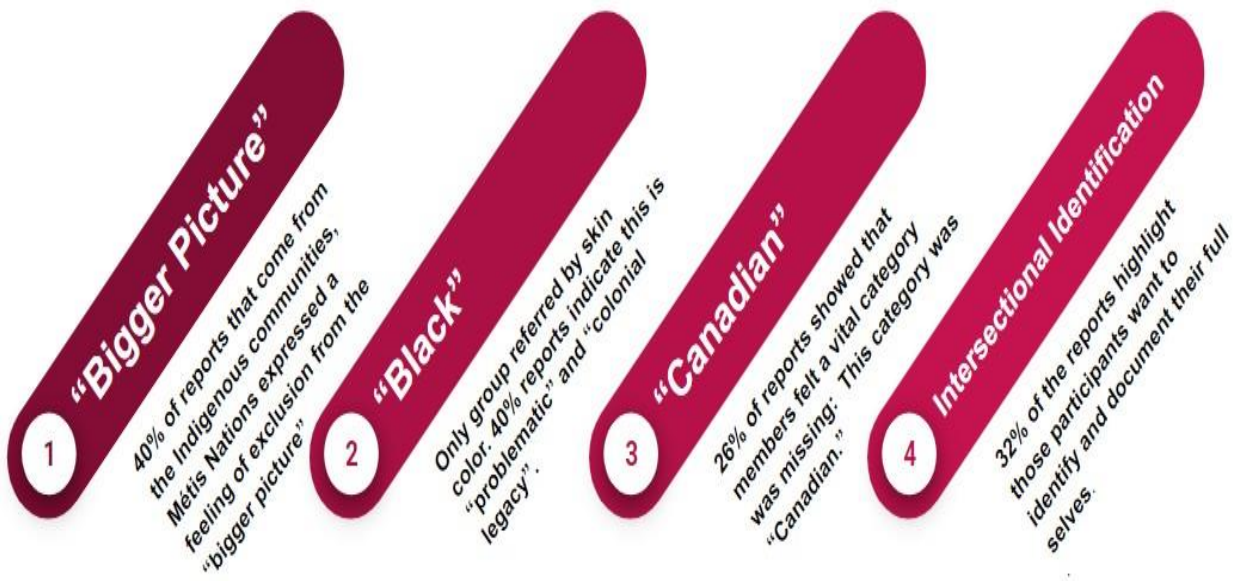 1
“Bigger Picture”
40% of reports that come from
the Indigenous communities,
Métis Nations expressed a
feeling of exclusion from the
“bigger picture”
2
“Black”
Only group referred by skin
color. 40% reports indicate this is
“problematic” and “colonial
legacy”.
3
“Canadian”
26% of reports showed that
members felt a vital category
was missing: This category was
“Canadian.”
4
Intersectional Identification
32% of the reports highlight
those participants want to
identify and document their full
selves.